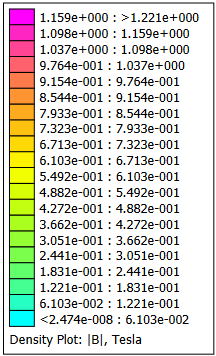 1.159e+000 : >1.221e+000
1.098e+000 : 1.159e+000
1.037e+000 : 1.098e+000
9.764e-001 : 1.037e+000
9.154e-001 : 9.764e-001
8.544e-001 : 9.154e-001
7.933e-001 : 8.544e-001
7.323e-001 : 7.933e-001
6.713e-001 : 7.323e-001
6.103e-001 : 6.713e-001
5.492e-001 : 6.103e-001
4.882e-001 : 5.492e-001
4.272e-001 : 4.882e-001
3.662e-001 : 4.272e-001
3.051e-001 : 3.662e-001
2.441e-001 : 3.051e-001
1.831e-001 : 2.441e-001
1.221e-001 : 1.831e-001
6.103e-002 : 1.221e-001
<2.474e-008 : 6.103e-002
Density Plot: |B|, Tesla